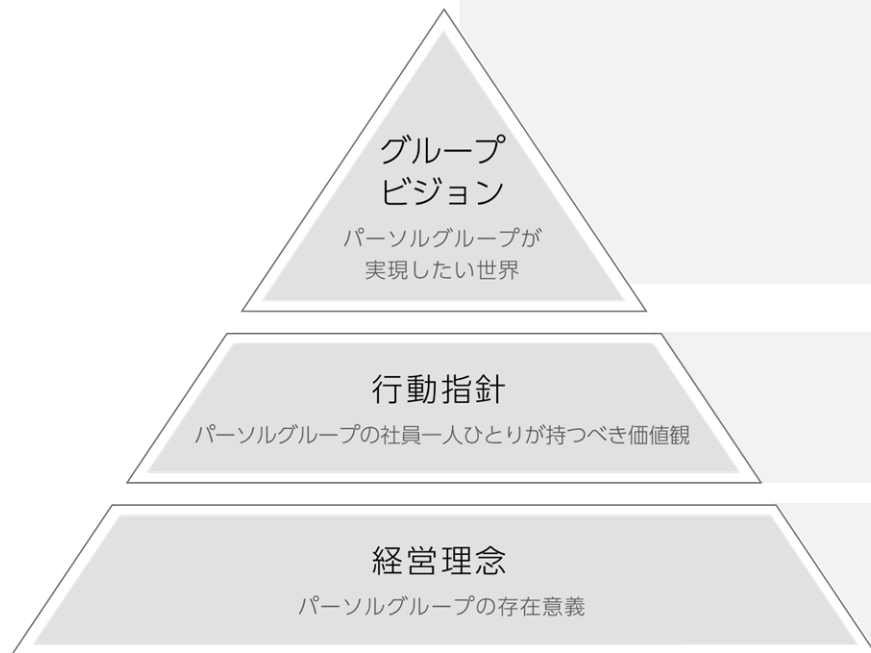 グループ
ビジョン
パーソルグループが
実現したい世界
行動指針
パーソルグループの社員一人ひとりが持つべき価値観
経営理念
パーソルグループの存在意義